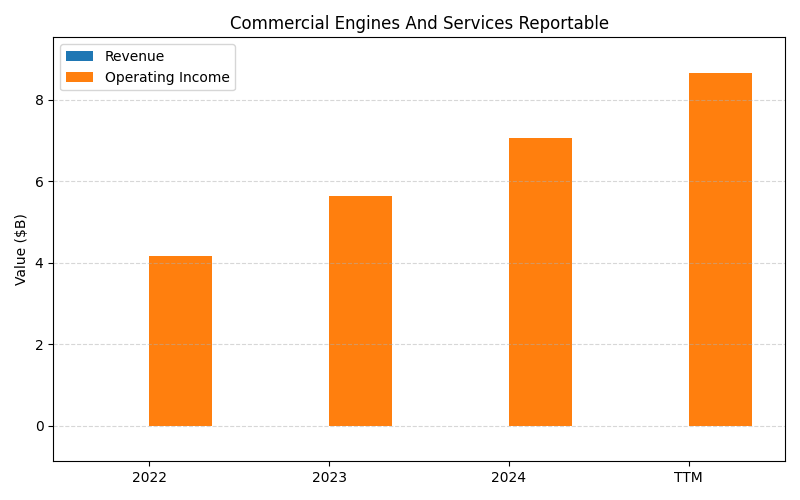 Commercial Engines And Services Reportable
Revenue
Operating Income
Value ($B)
8
6
4
2
0
2022
2023
2024
TTM